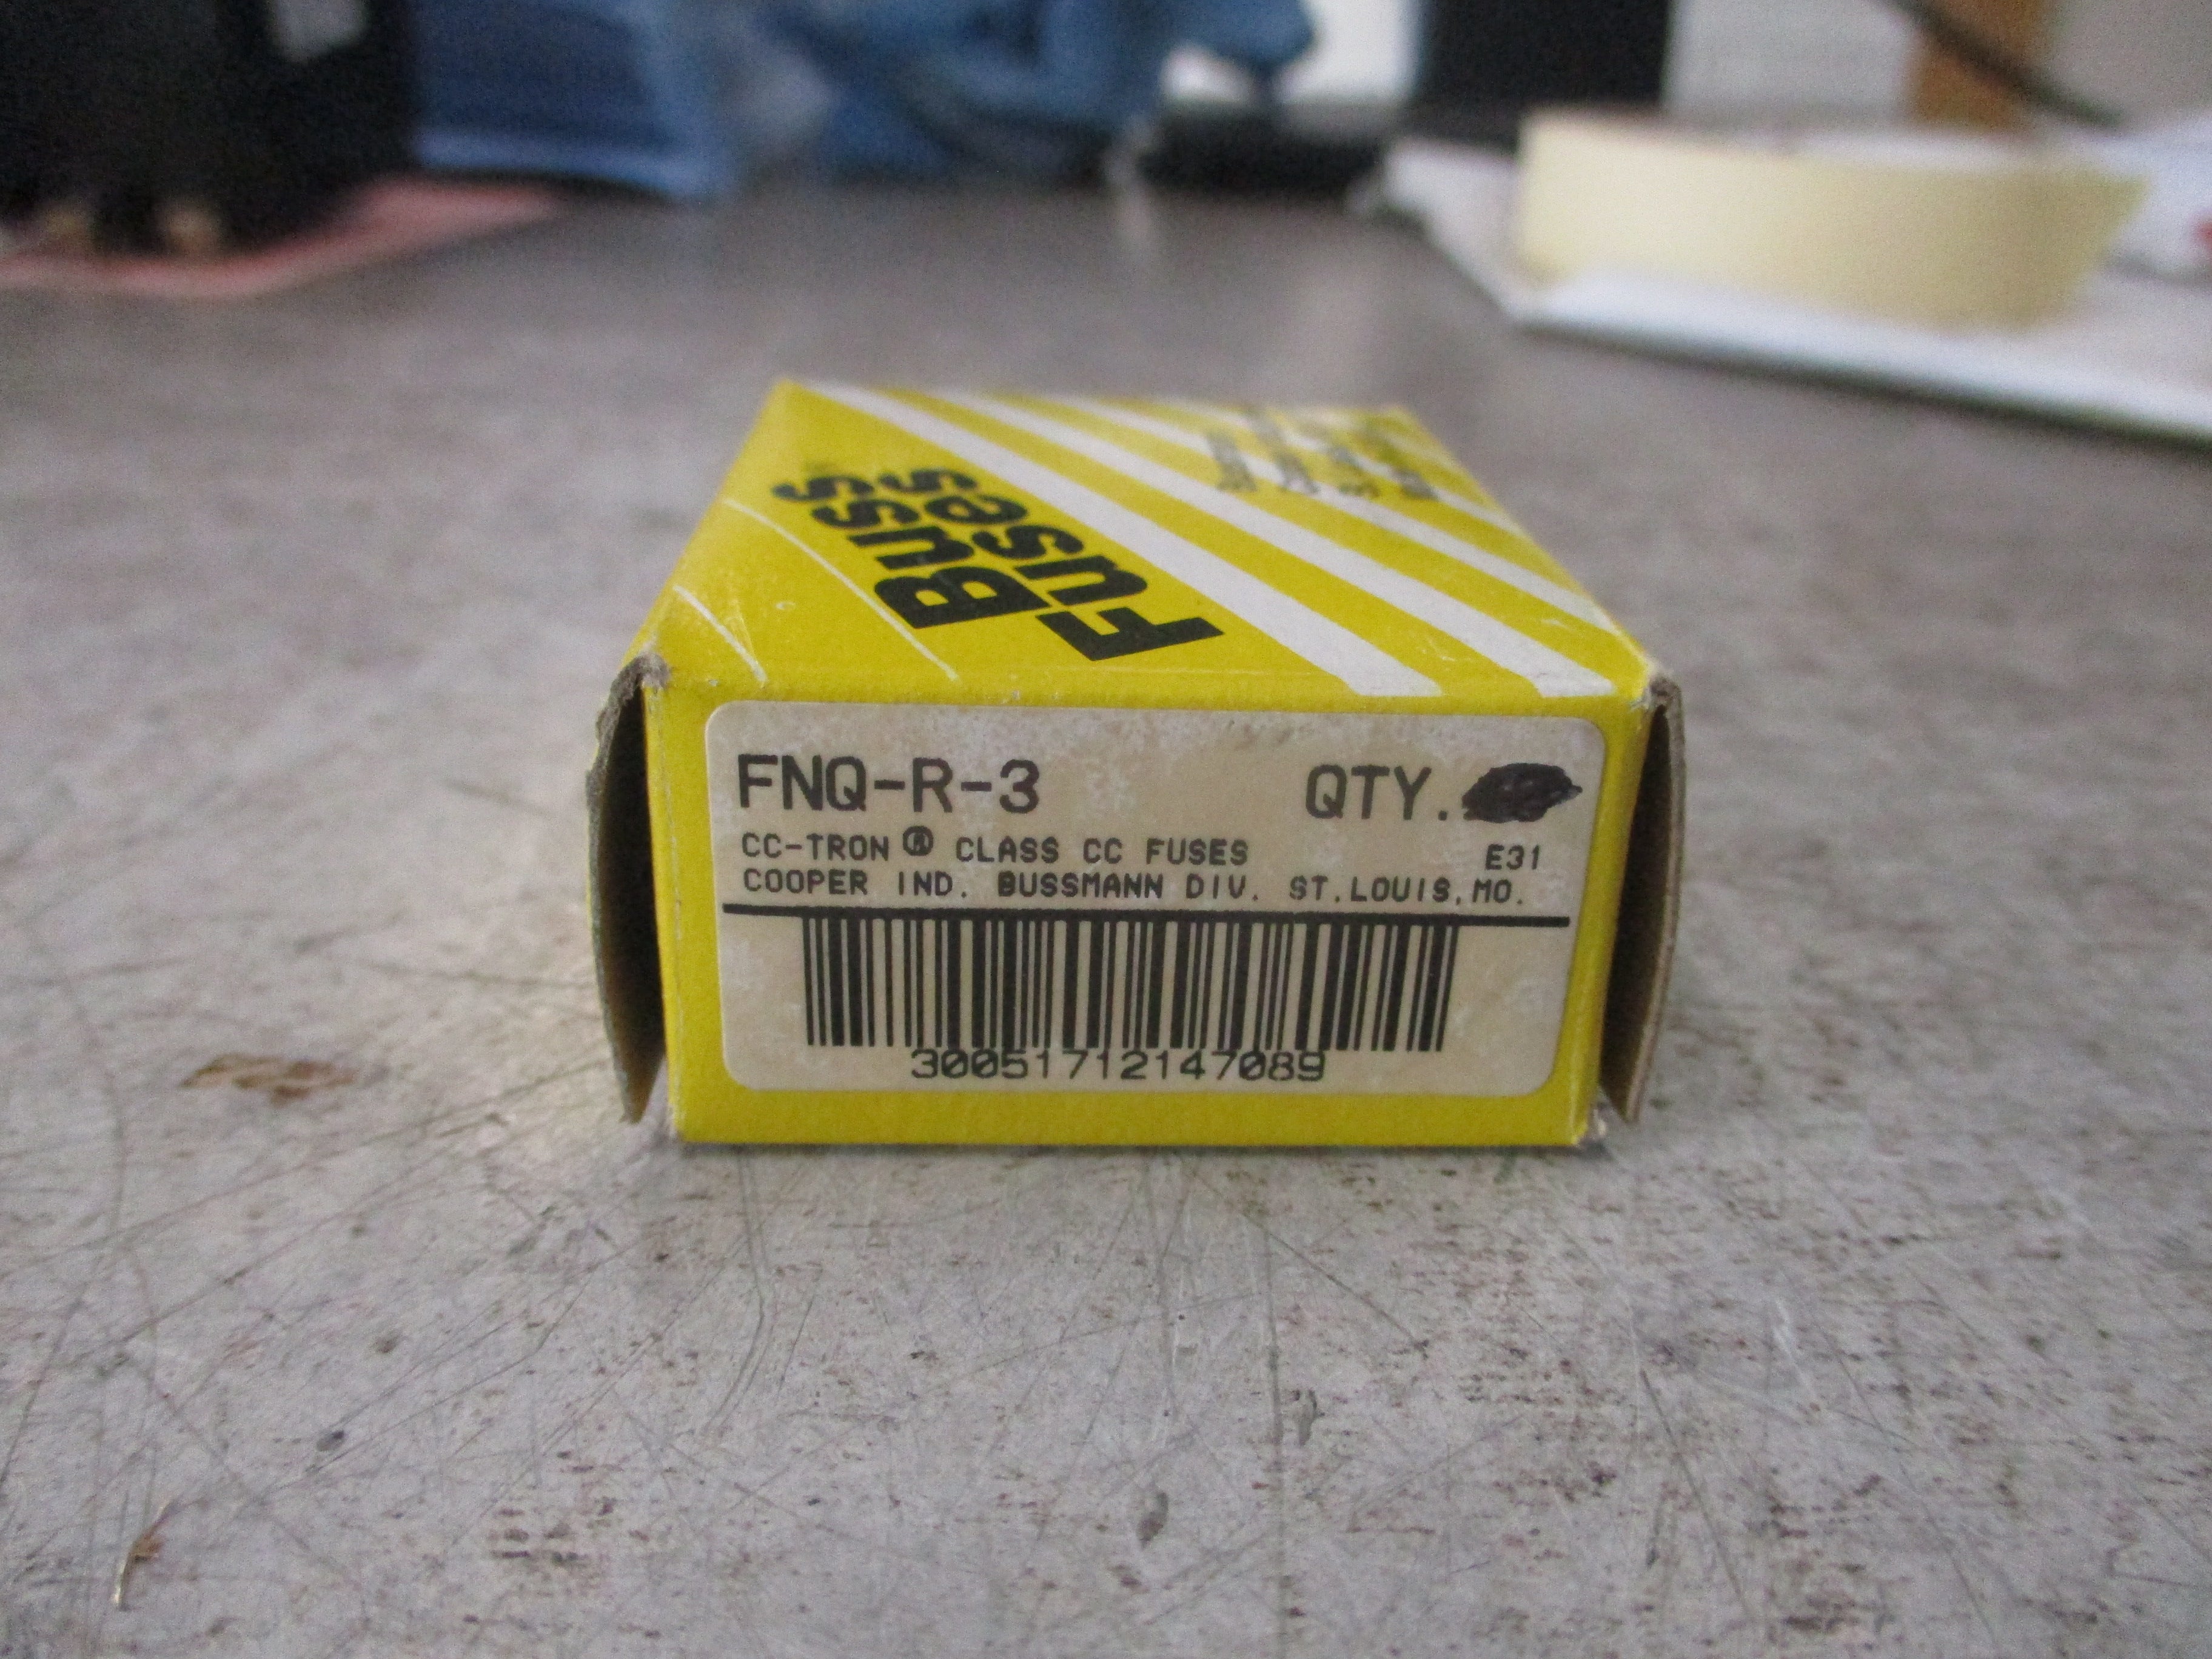 Buss
Fuses
FNQ-R-3 QTY.
CC-TRON® CLASS CC FUSES E31
COOPER IND. BUSSMANN DIV. ST.LOUIS,MO.
30051712147089